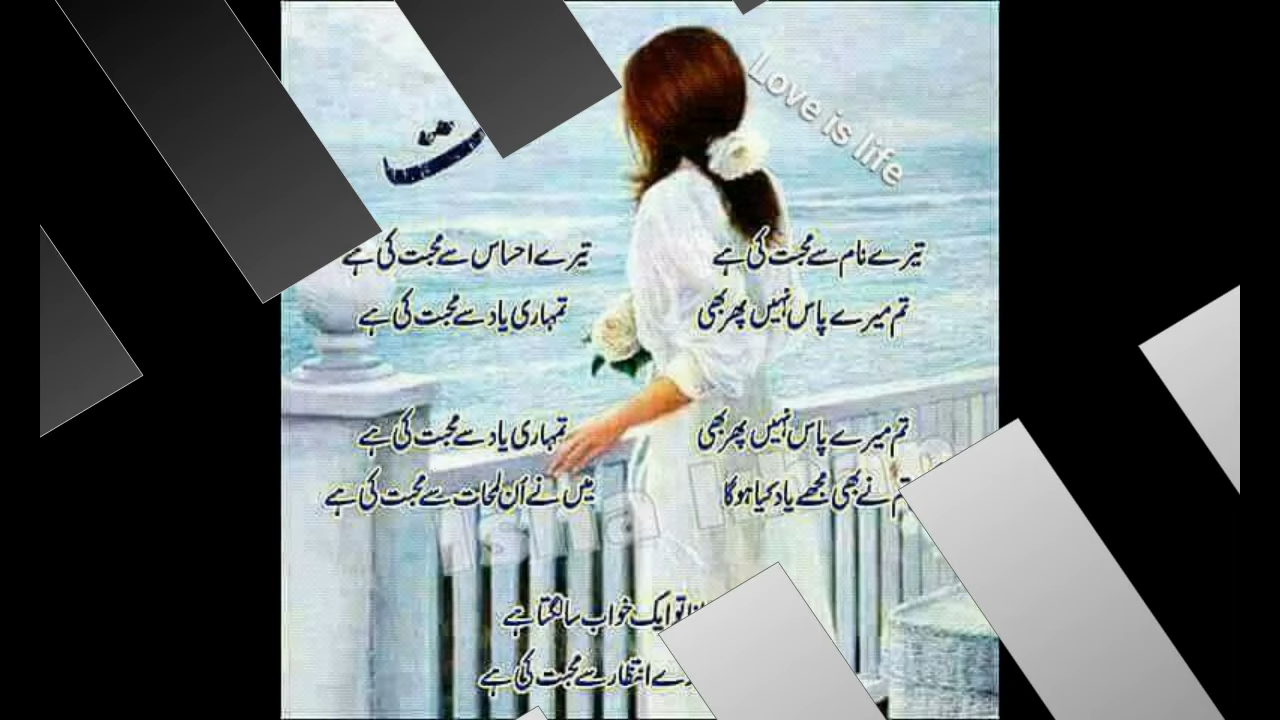 Love is life
تیرے نام سے محبت کی ہے تیرے احساس سے محبت کی ہے
تم میرے پاس نہیں پھر بھی تمہاری یاد سے محبت کی ہے
تم میرے پاس نہیں پھر بھی تمہاری یاد سے محبت کی ہے
تم نے بھی مجھے یاد کیا ہوگا میں نے اُن لمحات سے محبت کی ہے
تو ایک خواب سا لگتا ہے
انتظار سے محبت کی ہے